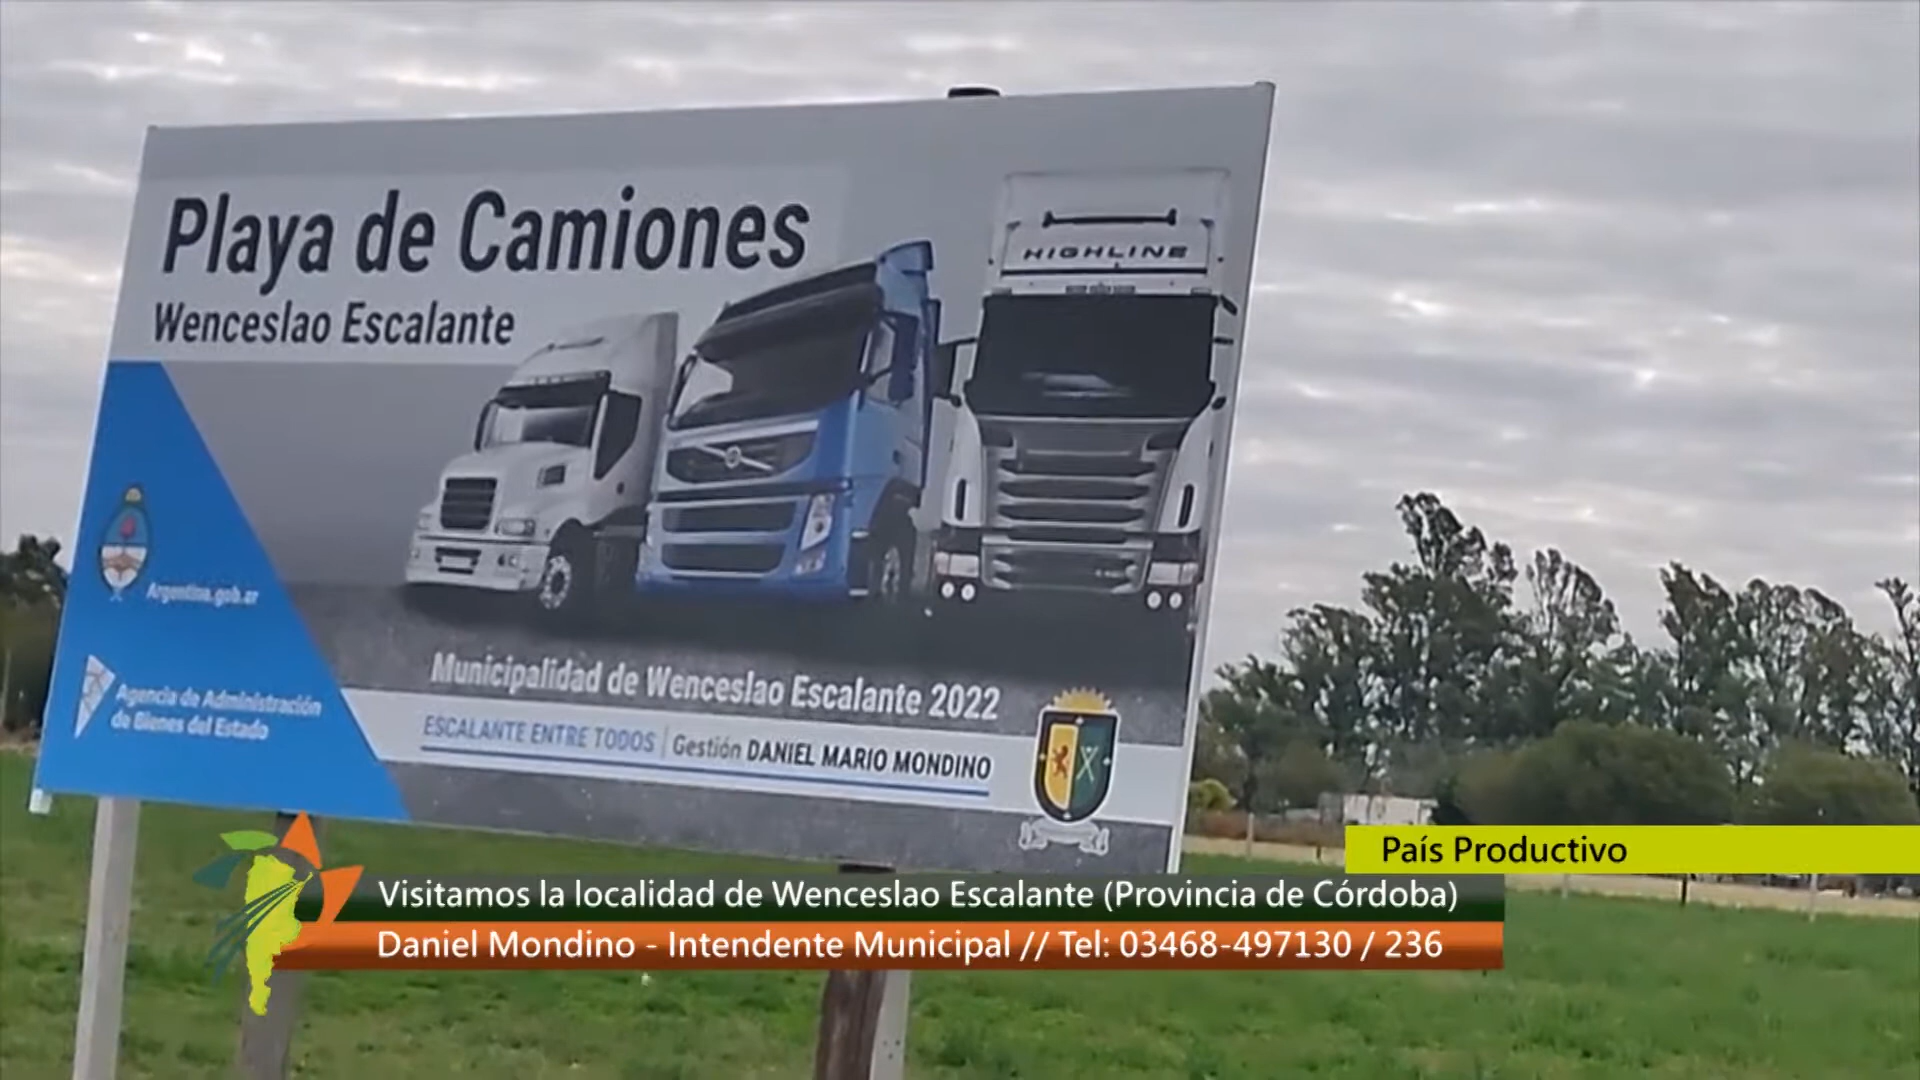 Playa de Camiones
Wenceslao Escalante
HIGHLINE
Argentina.gob.ar
Agencia de Administración
de Bienes del Estado
Municipalidad de Wenceslao Escalante 2022
ESCALANTE ENTRE TODOS | Gestión DANIEL MARIO MONDINO
País Productivo
Visitamos la localidad de Wenceslao Escalante (Provincia de Córdoba)
Daniel Mondino - Intendente Municipal // Tel: 03468-497130 / 236